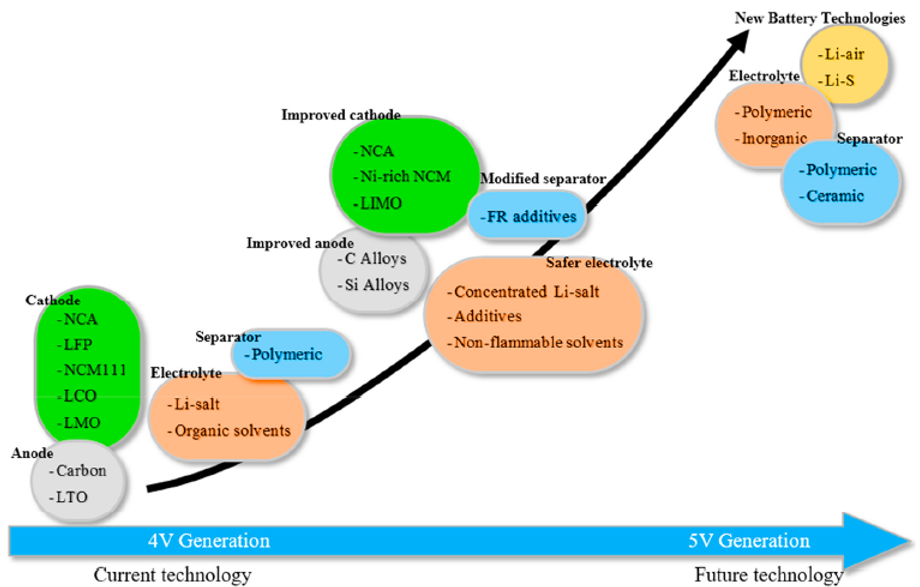 New Battery Technologies
-Li-air
-Li-S
Electrolyte
-Polymeric
-Inorganic
Separator
-Polymeric
-Ceramic
Improved cathode
-NCA
-Ni-rich NCM
-LIMO
Modified separator
-FR additives
Improved anode
-C Alloys
-Si Alloys
Safer electrolyte
-Concentrated Li-salt
-Additives
-Non-flammable solvents
Cathode
-NCA
-LFP
-NCM111
-LCO
-LMO
Separator
-Polymeric
Electrolyte
-Li-salt
-Organic solvents
Anode
-Carbon
-LTO
4V Generation
5V Generation
Current technology
Future technology